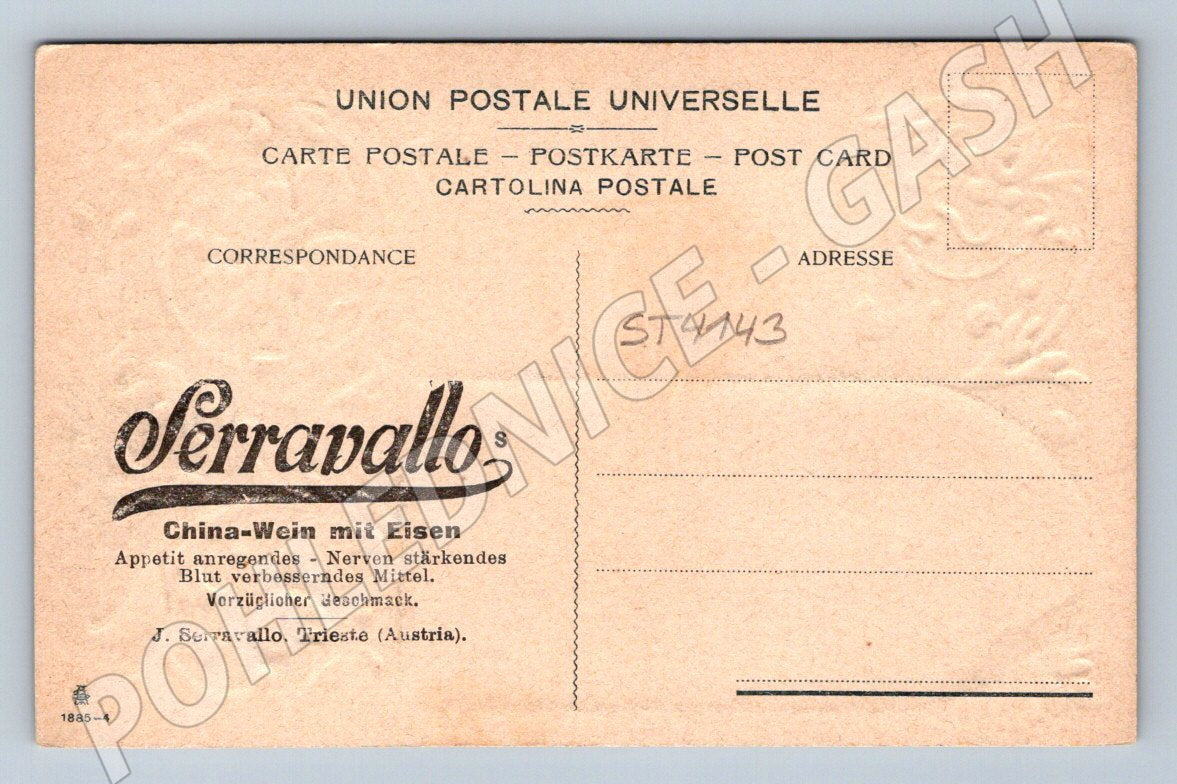 UNION POSTALE UNIVERSELLE
CARTE POSTALE – POSTKARTE – POST CARD
CARTOLINA POSTALE
CORRESPONDANCE
ADRESSE
ST4143
Serravallo s
China-Wein mit Eisen
Appetit anregendes - Nerven stärkendes
Blut verbesserndes Mittel.
Vorzüglicher Geschmack.
J. Serravallo, Trieste (Austria).
1885-4
POHLEDNICE - GASH